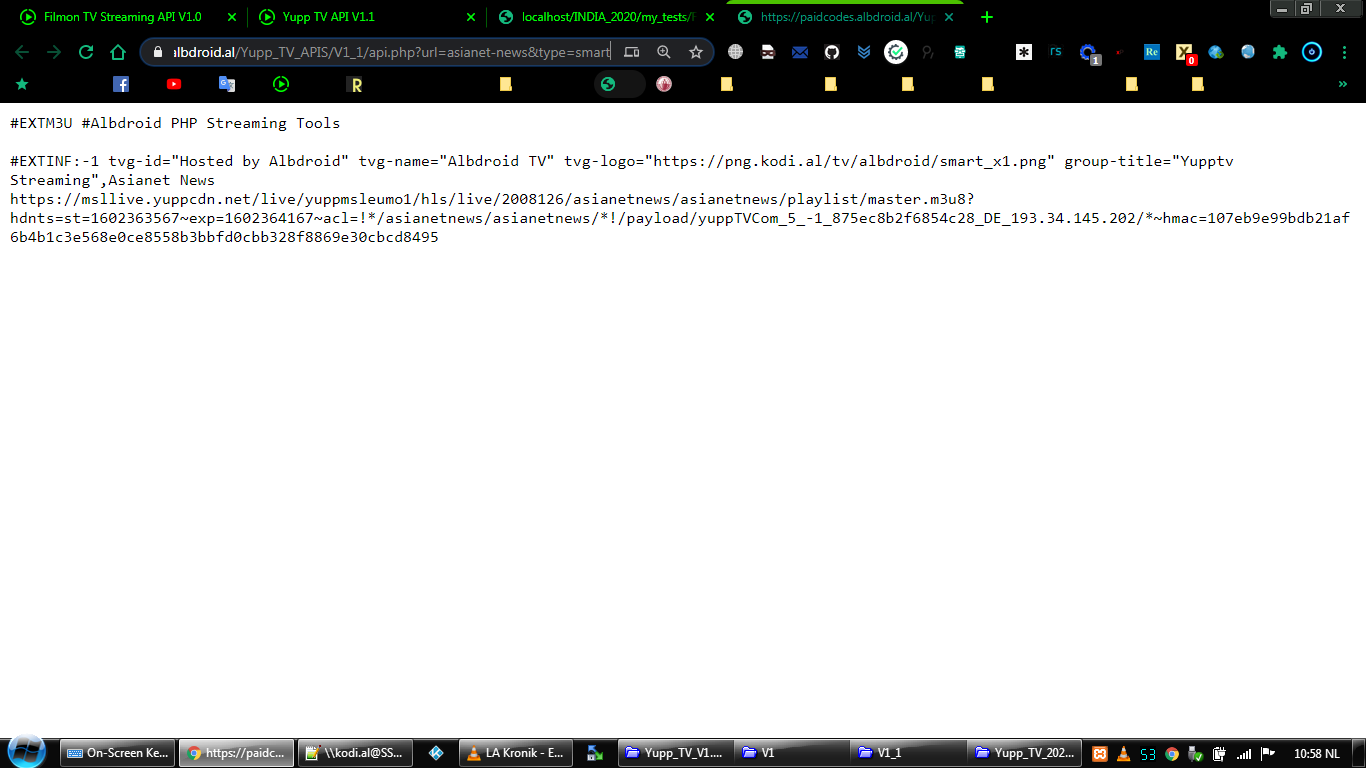 Filmon TV Streaming API V1.0
Yupp TV API V1.1
localhost/INDIA_2020/my_tests/
https://paidcodes.albdroid.al/Yup
albdroid.al/Yupp_TV_APIS/V1_1/api.php?url=asianet-news&type=smart
rs
1
Re
X
0
R
#EXTM3U #Albdroid PHP Streaming Tools
#EXTINF:-1 tvg-id="Hosted by Albdroid" tvg-name="Albdroid TV" tvg-logo="https://png.kodi.al/tv/albdroid/smart_x1.png" group-title="Yupptv
Streaming",Asianet News
https://msllive.yuppcdn.net/live/yuppmsleumo1/hls/live/2008126/asianetnews/asianetnews/playlist/master.m3u8?
hdnts=st=1602363567~exp=1602364167~acl=!*/asianetnews/asianetnews/*!/payload/yuppTVCom_5_-1_875ec8b2f6854c28_DE_193.34.145.202/*~hmac=107eb9e99bdb21af
6b4b1c3e568e0ce8558b3bbfd0cbb328f8869e30cbcd8495
On-Screen Ke...
https://paidc...
\\kodi.al@SS...
LA Kronik - E...
Yupp_TV_V1....
V1
V1_1
Yupp_TV_202...
53
10:58 NL